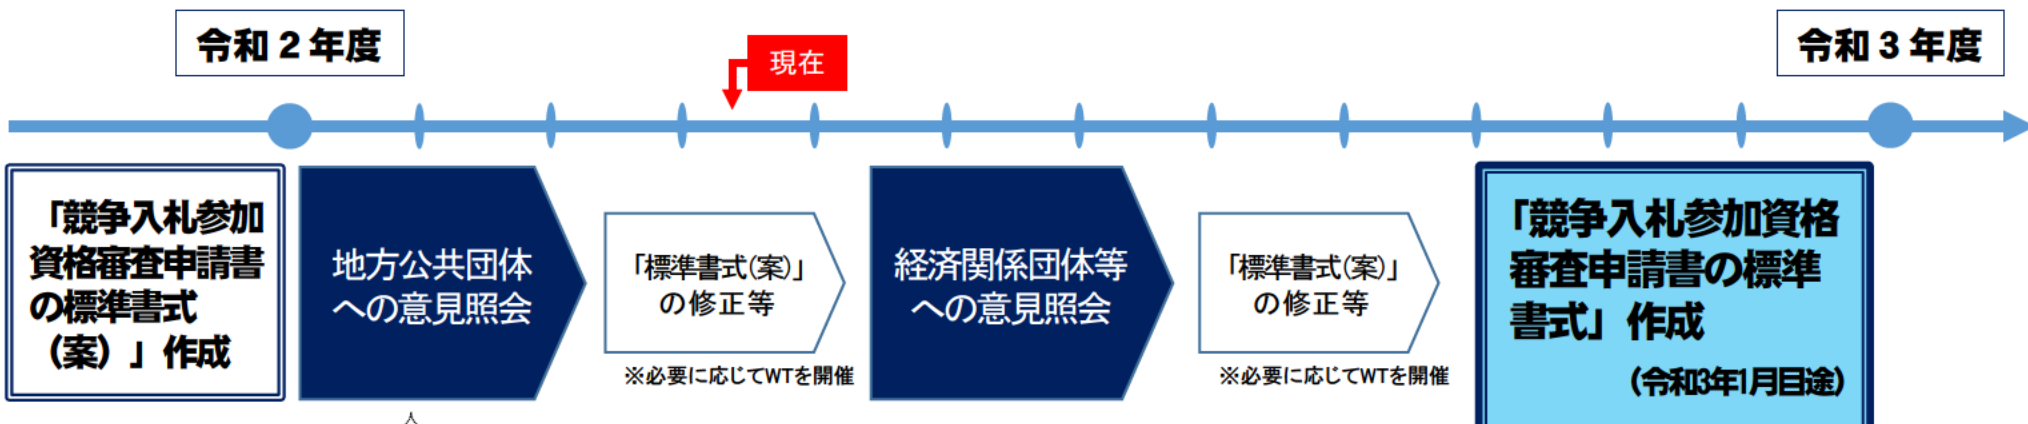 令和２年度
現在
令和３年度
「競争入札参加
資格審査申請書
の標準書式
（案）」作成
地方公共団体
への意見照会
「標準書式(案)」
の修正等
※必要に応じてWTを開催
経済関係団体等
への意見照会
「標準書式(案)」
の修正等
※必要に応じてWTを開催
「競争入札参加資格
審査申請書の標準
書式」作成
（令和3年1月目途）